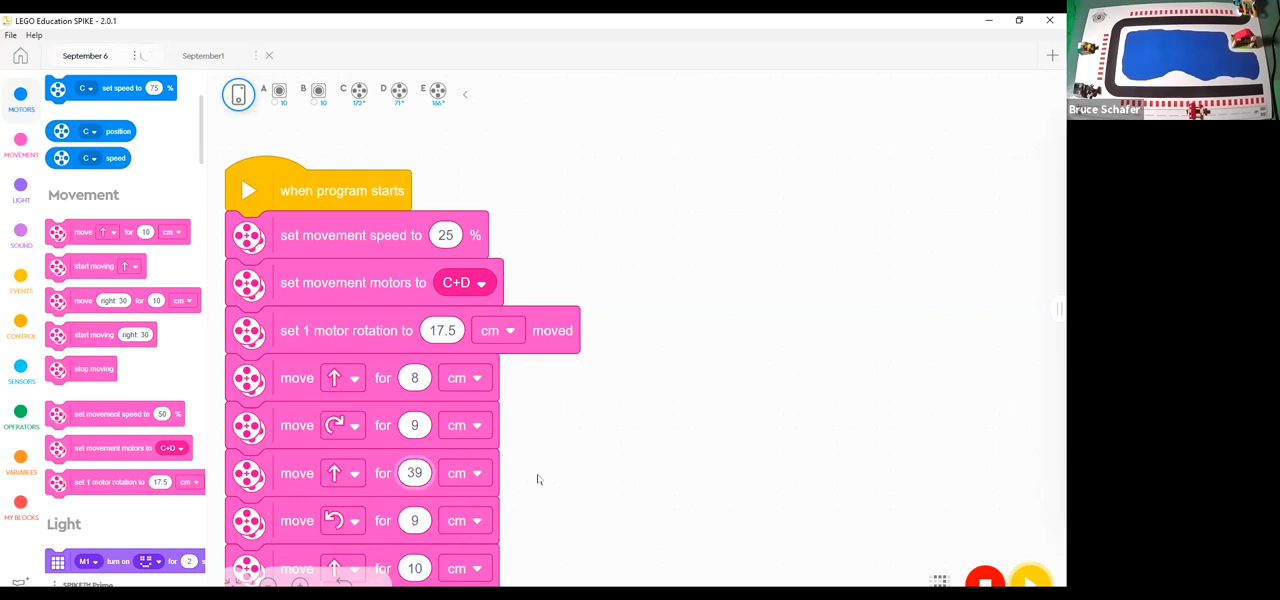 LEGO Education SPIKE - 2.0.1
File Help
September 6
September1
A 10
B 10
C 172°
D 71°
E 166°
MOTORS
MOVEMENT
LIGHT
SOUND
EVENTS
CONTROL
SENSORS
OPERATORS
VARIABLES
MY BLOCKS
C set speed to 75 %
C position
C speed
Movement
move for 10 cm
start moving
move right: 30 for 10 cm
start moving right: 30
stop moving
set movement speed to 50 %
set movement motors to C+D
set 1 motor rotation to 17.5 cm
Light
M1 turn on for 2 s
when program starts
set movement speed to 25 %
set movement motors to C+D
set 1 motor rotation to 17.5 cm moved
move for 8 cm
move for 9 cm
move for 39 cm
move for 9 cm
move for 10 cm
Bruce Schafer